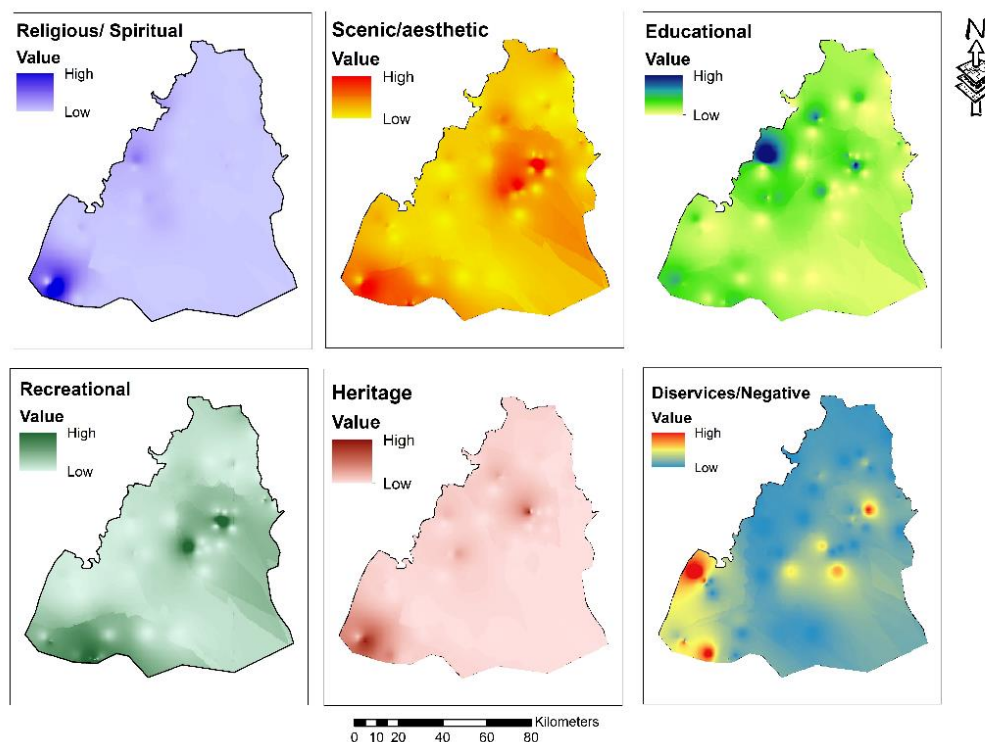 Religious/ Spiritual
Value
High
Low
Scenic/aesthetic
Value
High
Low
Educational
Value
High
Low
N
Recreational
Value
High
Low
Heritage
Value
High
Low
Diservices/Negative
Value
High
Low
Kilometers
0 10 20 40 60 80